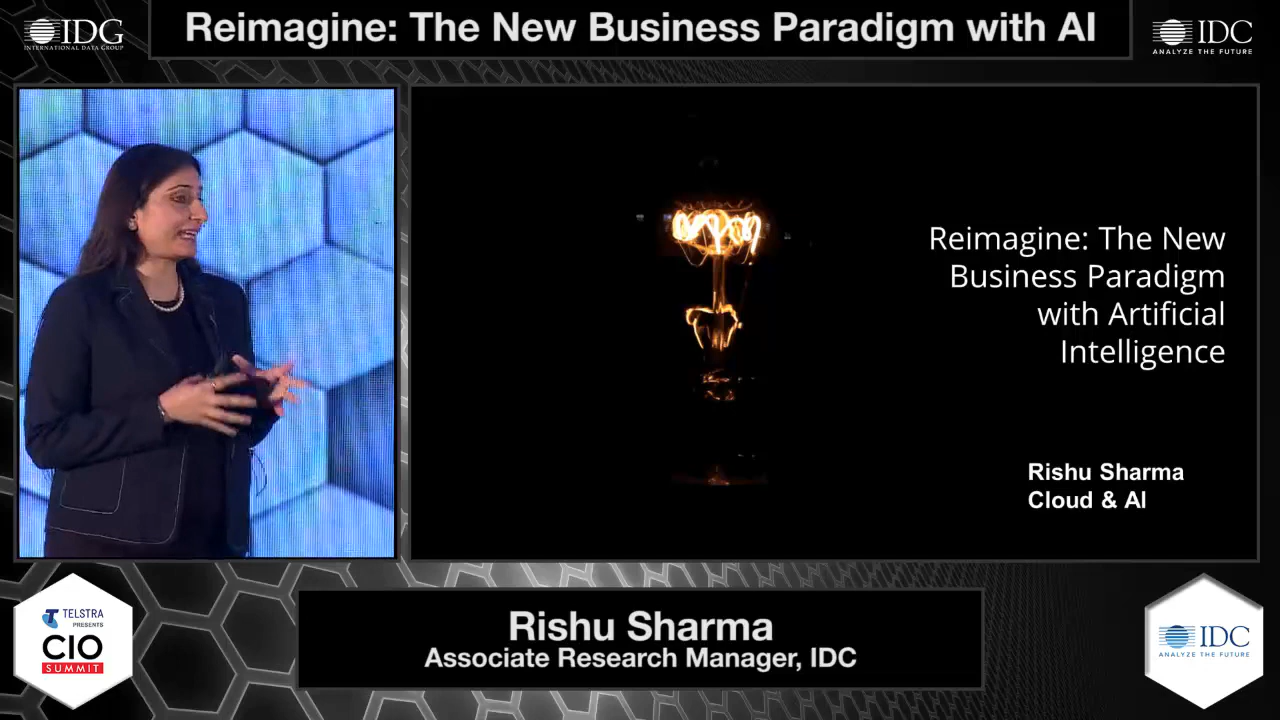 IDG
INTERNATIONAL DATA GROUP
Reimagine: The New Business Paradigm with AI
IDC
ANALYZE THE FUTURE
Reimagine: The New
Business Paradigm
with Artificial
Intelligence
Rishu Sharma
Cloud & AI
TELSTRA
PRESENTS
CIO
SUMMIT
Rishu Sharma
Associate Research Manager, IDC
IDC
ANALYZE THE FUTURE